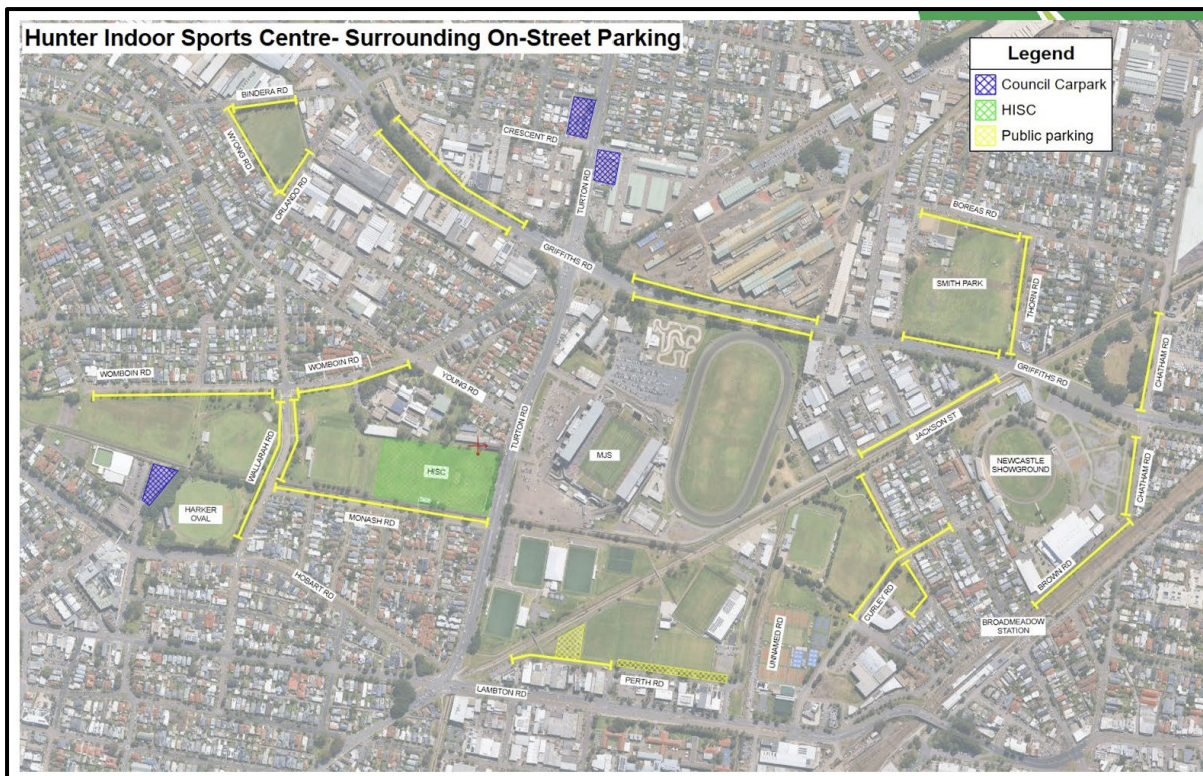 Hunter Indoor Sports Centre- Surrounding On-Street Parking
Legend
Council Carpark
HISC
Public parking
BINDERA RD
WYONG RD
ORLANDO RD
CRESCENT RD
TURTON RD
GRIFFITHS RD
BOREAS RD
SMITH PARK
THORN RD
CHATHAM RD
GRIFFITHS RD
WOMBOIN RD
WOMBOIN RD
YOUNG RD
TURTON RD
JACKSON ST
WALLARAH RD
HISC
MJS
NEWCASTLE
SHOWGROUND
CHATHAM RD
HARKER
OVAL
MONASH RD
HOBART RD
CURLEY RD
BROWN RD
BROADMEADOW
STATION
UNNAMED RD
PERTH RD
LAMBTON RD